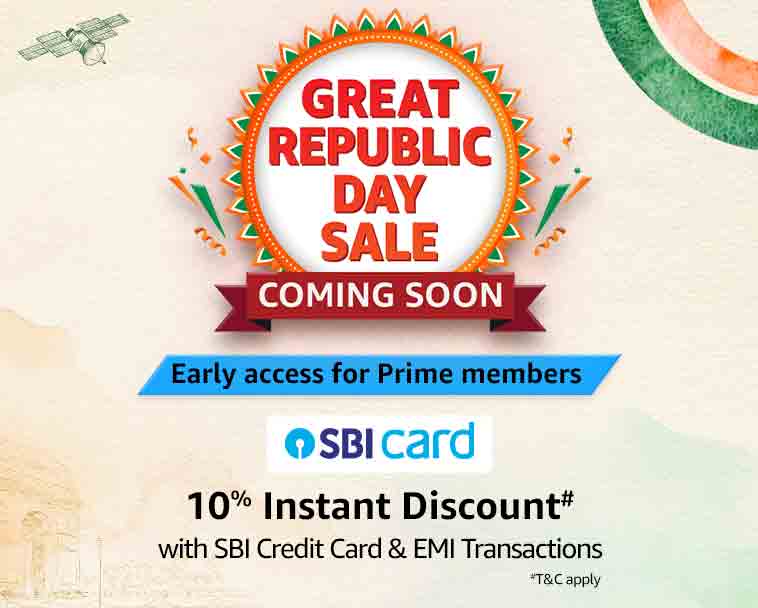 GREAT
REPUBLIC
DAY
SALE
COMING SOON
Early access for Prime members
SBI card
10% Instant Discount#
with SBI Credit Card & EMI Transactions
#T&C apply